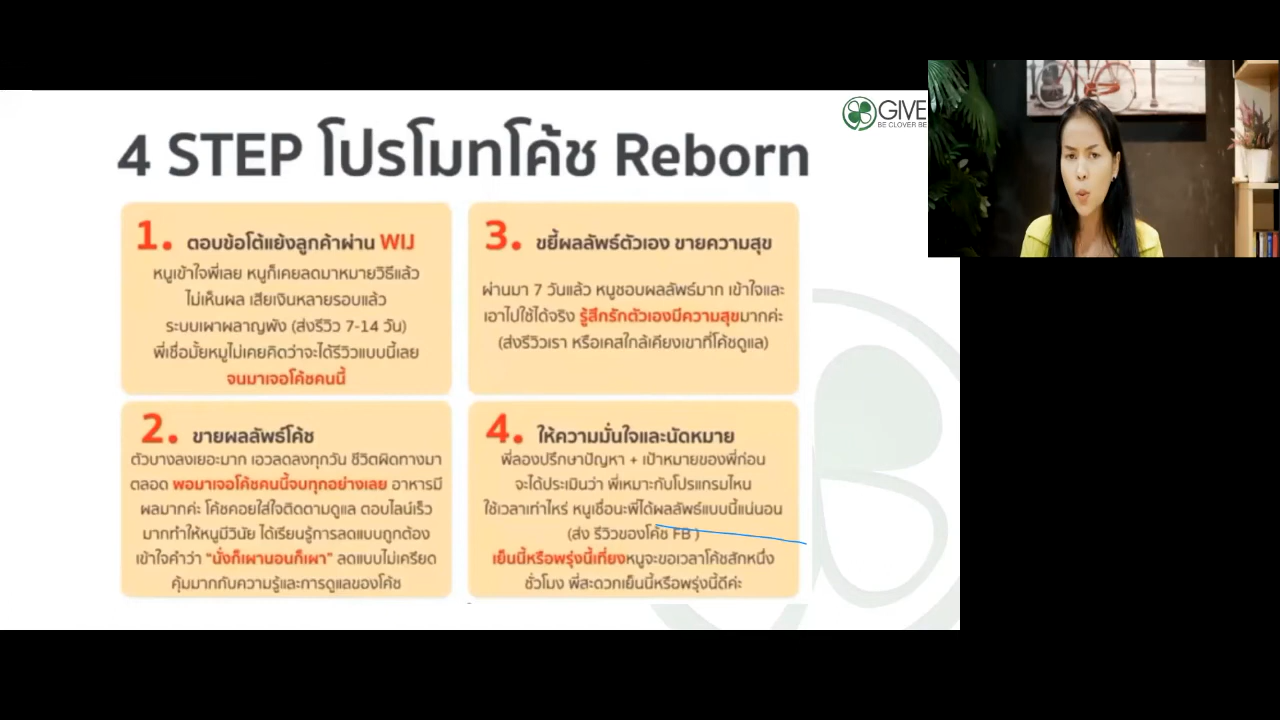 GIVE
BE CLOVER BE
4 STEP โปรโมทโค้ช Reborn
1. ตอบข้อโต้แย้งลูกค้าผ่าน WIJ
หนูเข้าใจพี่เลย หนูก็เคยลดมาหมายวิธีแล้ว
ไม่เห็นผล เสียเงินหลายรอบแล้ว
ระบบเผาผลาญพัง (ส่งรีวิว 7-14 วัน)
พี่เชื่อมั้ยหมูไม่เคยคิดว่าจะได้รีวิวแบบนี้เลย
จนมาเจอโค้ชคนนี้
2. ขายผลลัพธ์โค้ช
ตัวบางลงเยอะมาก เอวลดลงทุกวัน ชีวิตผิดทางมา
ตลอด พอมาเจอโค้ชคนนี้จบทุกอย่างเลย อาหารมี
ผลมากค่ะ โค้ชคอยใส่ใจติดตามดูแล ตอบไลน์เร็ว
มากทำให้หนูมีวินัย ได้เรียนรู้การลดแบบถูกต้อง
เข้าใจคำว่า "นั่งก็เผานอนก็เผา" ลดแบบไม่เครียด
คุ้มมากกับความรู้และการดูแลของโค้ช
3. ขยี้ผลลัพธ์ตัวเอง ขายความสุข
ผ่านมา 7 วันแล้ว หนูชอบผลลัพธ์มาก เข้าใจและ
เอาไปใช้ได้จริง รู้สึกรักตัวเองมีความสุขมากค่ะ
(ส่งรีวิวเรา หรือเคสใกล้เคียงเขาที่โค้ชดูแล)
4. ให้ความมั่นใจและนัดหมาย
พี่ลองปรึกษาปัญหา + เป้าหมายของพี่ก่อน
จะได้ประเมินว่า พี่เหมาะกับโปรแกรมไหน
ใช้เวลาเท่าไหร่ หนูเชื่อนะพี่ได้ผลลัพธ์แบบนี้แน่นอน
(ส่ง รีวิวของโค้ช FB )
เย็นนี้หรือพรุ่งนี้เที่ยงหนูจะขอเวลาโค้ชสักหนึ่ง
ชั่วโมง พี่สะดวกเย็นนี้หรือพรุ่งนี้ดีค่ะ